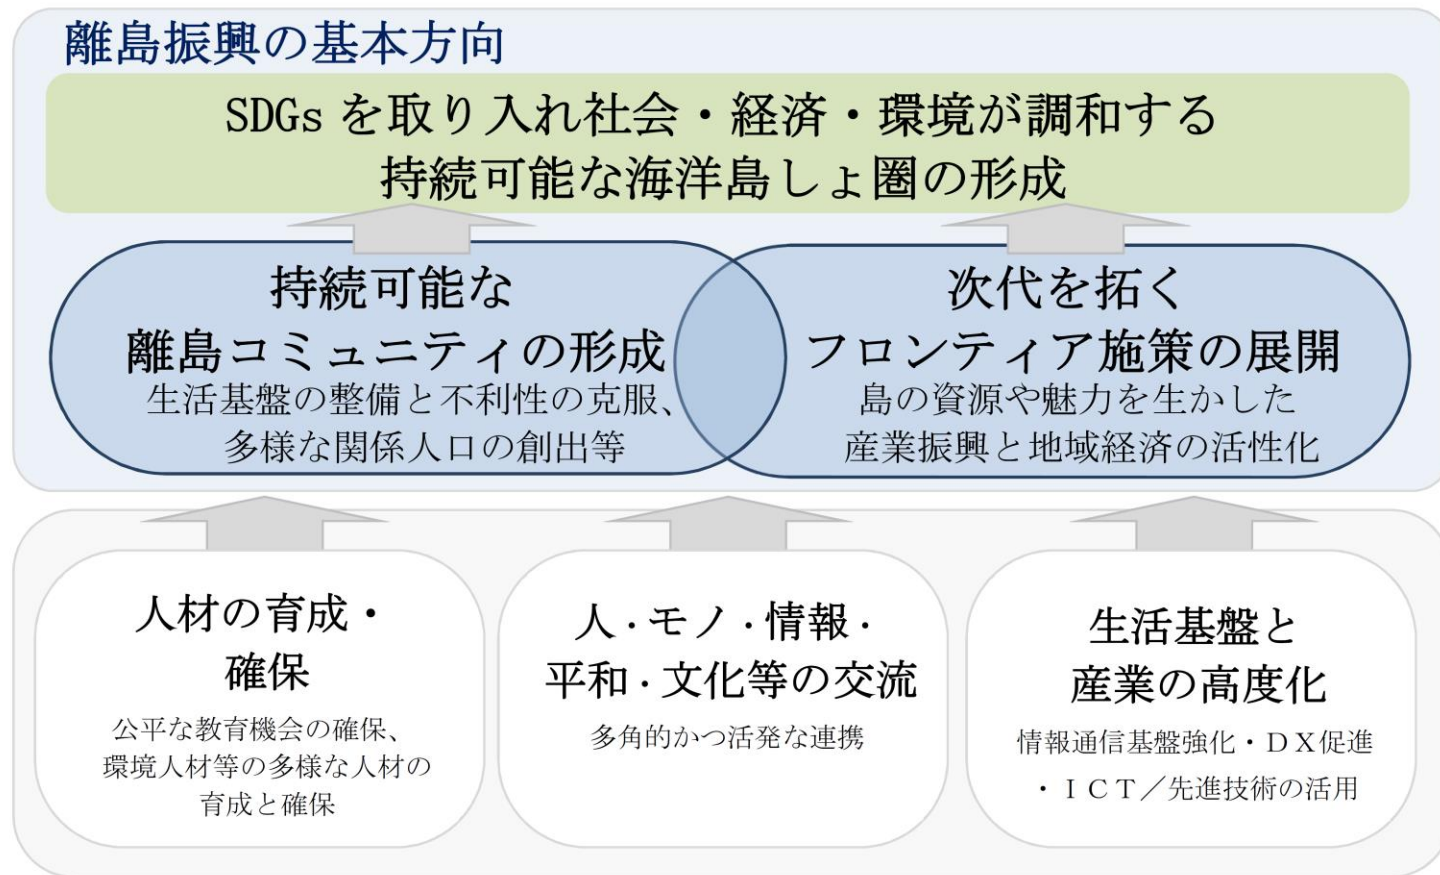 離島振興の基本方向
SDGs を取り入れ社会・経済・環境が調和する
持続可能な海洋島しょ圏の形成
持続可能な
離島コミュニティの形成
生活基盤の整備と不利性の克服、
多様な関係人口の創出等
次代を拓く
フロンティア施策の展開
島の資源や魅力を生かした
産業振興と地域経済の活性化
人材の育成・
確保
公平な教育機会の確保、
環境人材等の多様な人材の
育成と確保
人・モノ・情報・
平和・文化等の交流
多角的かつ活発な連携
生活基盤と
産業の高度化
情報通信基盤強化・ＤＸ促進
・ＩＣＴ／先進技術の活用